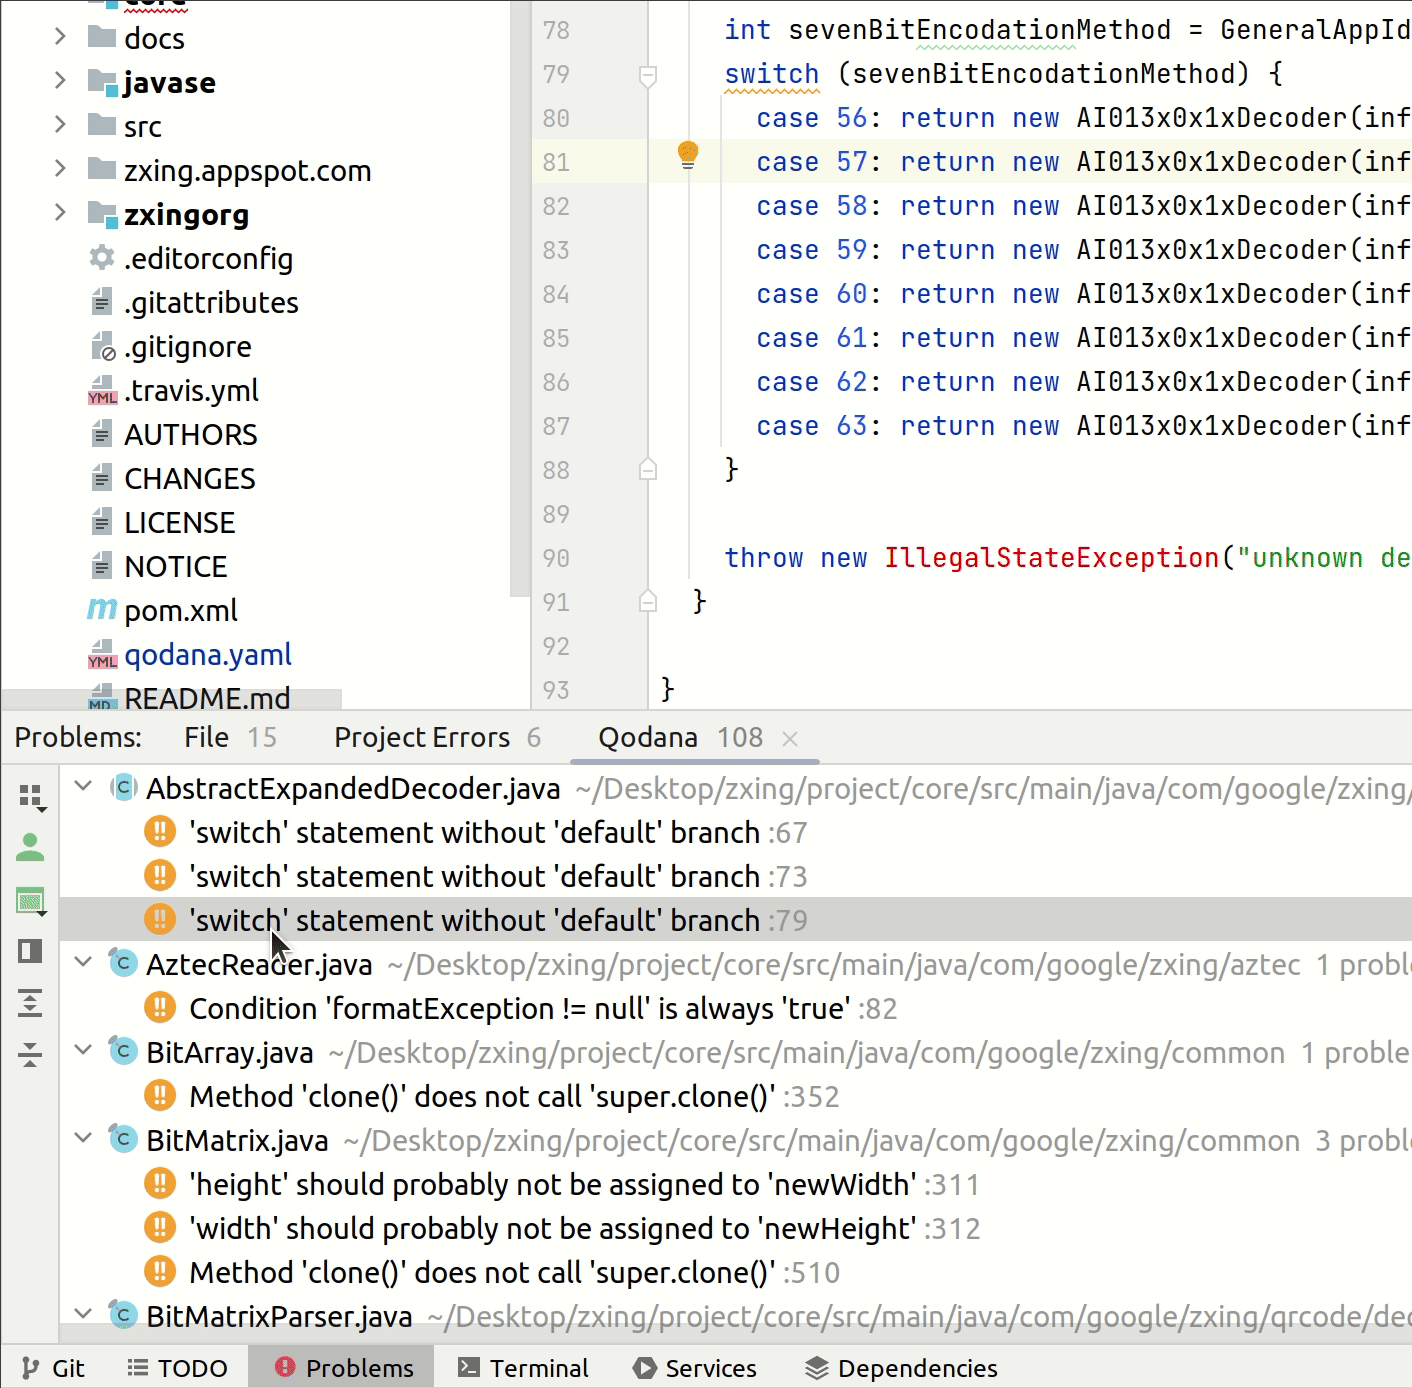 core
docs
javase
src
zxing.appspot.com
zxingorg
.editorconfig
.gitattributes
.gitignore
.travis.yml
AUTHORS
CHANGES
LICENSE
NOTICE
pom.xml
qodana.yaml
README.md
78 int sevenBitEncodationMethod = GeneralAppId
79 switch (sevenBitEncodationMethod) {
80 case 56: return new AI013x0x1xDecoder(inf
81 case 57: return new AI013x0x1xDecoder(inf
82 case 58: return new AI013x0x1xDecoder(inf
83 case 59: return new AI013x0x1xDecoder(inf
84 case 60: return new AI013x0x1xDecoder(inf
85 case 61: return new AI013x0x1xDecoder(inf
86 case 62: return new AI013x0x1xDecoder(inf
87 case 63: return new AI013x0x1xDecoder(inf
88 }
89
90 throw new IllegalStateException("unknown de
91 }
92
93 }
Problems: File 15 Project Errors 6 Qodana 108
AbstractExpandedDecoder.java ~/Desktop/zxing/project/core/src/main/java/com/google/zxing/
'switch' statement without 'default' branch :67
'switch' statement without 'default' branch :73
'switch' statement without 'default' branch :79
AztecReader.java ~/Desktop/zxing/project/core/src/main/java/com/google/zxing/aztec 1 proble
Condition 'formatException != null' is always 'true' :82
BitArray.java ~/Desktop/zxing/project/core/src/main/java/com/google/zxing/common 1 proble
Method 'clone()' does not call 'super.clone()' :352
BitMatrix.java ~/Desktop/zxing/project/core/src/main/java/com/google/zxing/common 3 probl
'height' should probably not be assigned to 'newWidth' :311
'width' should probably not be assigned to 'newHeight' :312
Method 'clone()' does not call 'super.clone()' :510
BitMatrixParser.java ~/Desktop/zxing/project/core/src/main/java/com/google/zxing/qrcode/dec
Git TODO Problems Terminal Services Dependencies